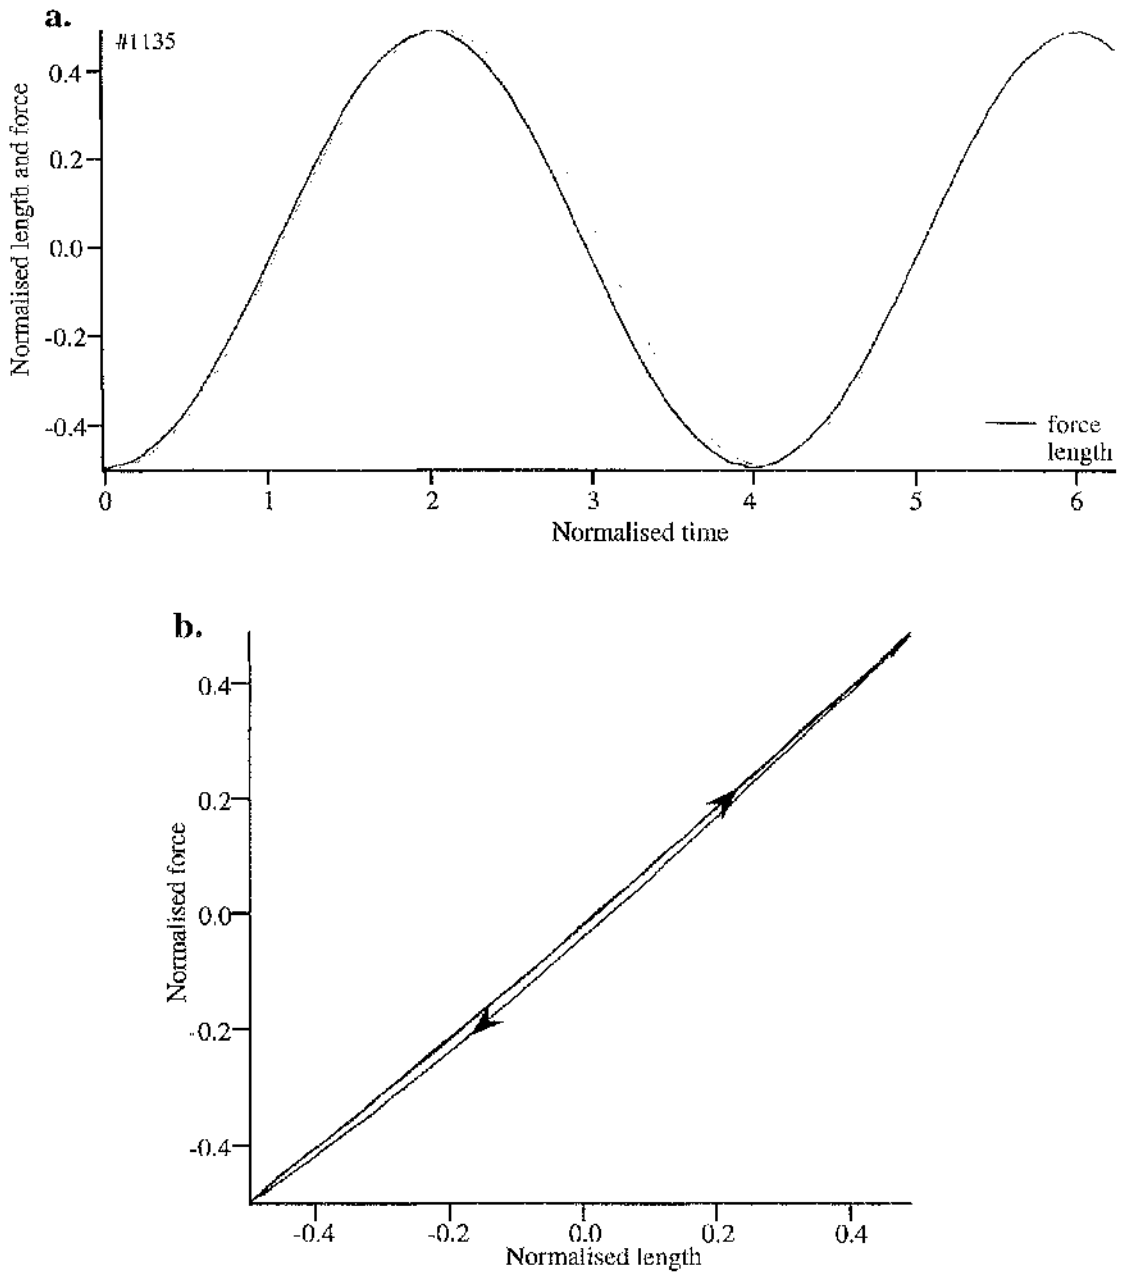 a.
#1135
0.4
0.2
0.0
-0.2
-0.4
Normalised length and force
force
length
0 1 2 3 4 5 6
Normalised time
b.
0.4
0.2
0.0
-0.2
-0.4
Normalised force
-0.4 -0.2 0.0 0.2 0.4
Normalised length